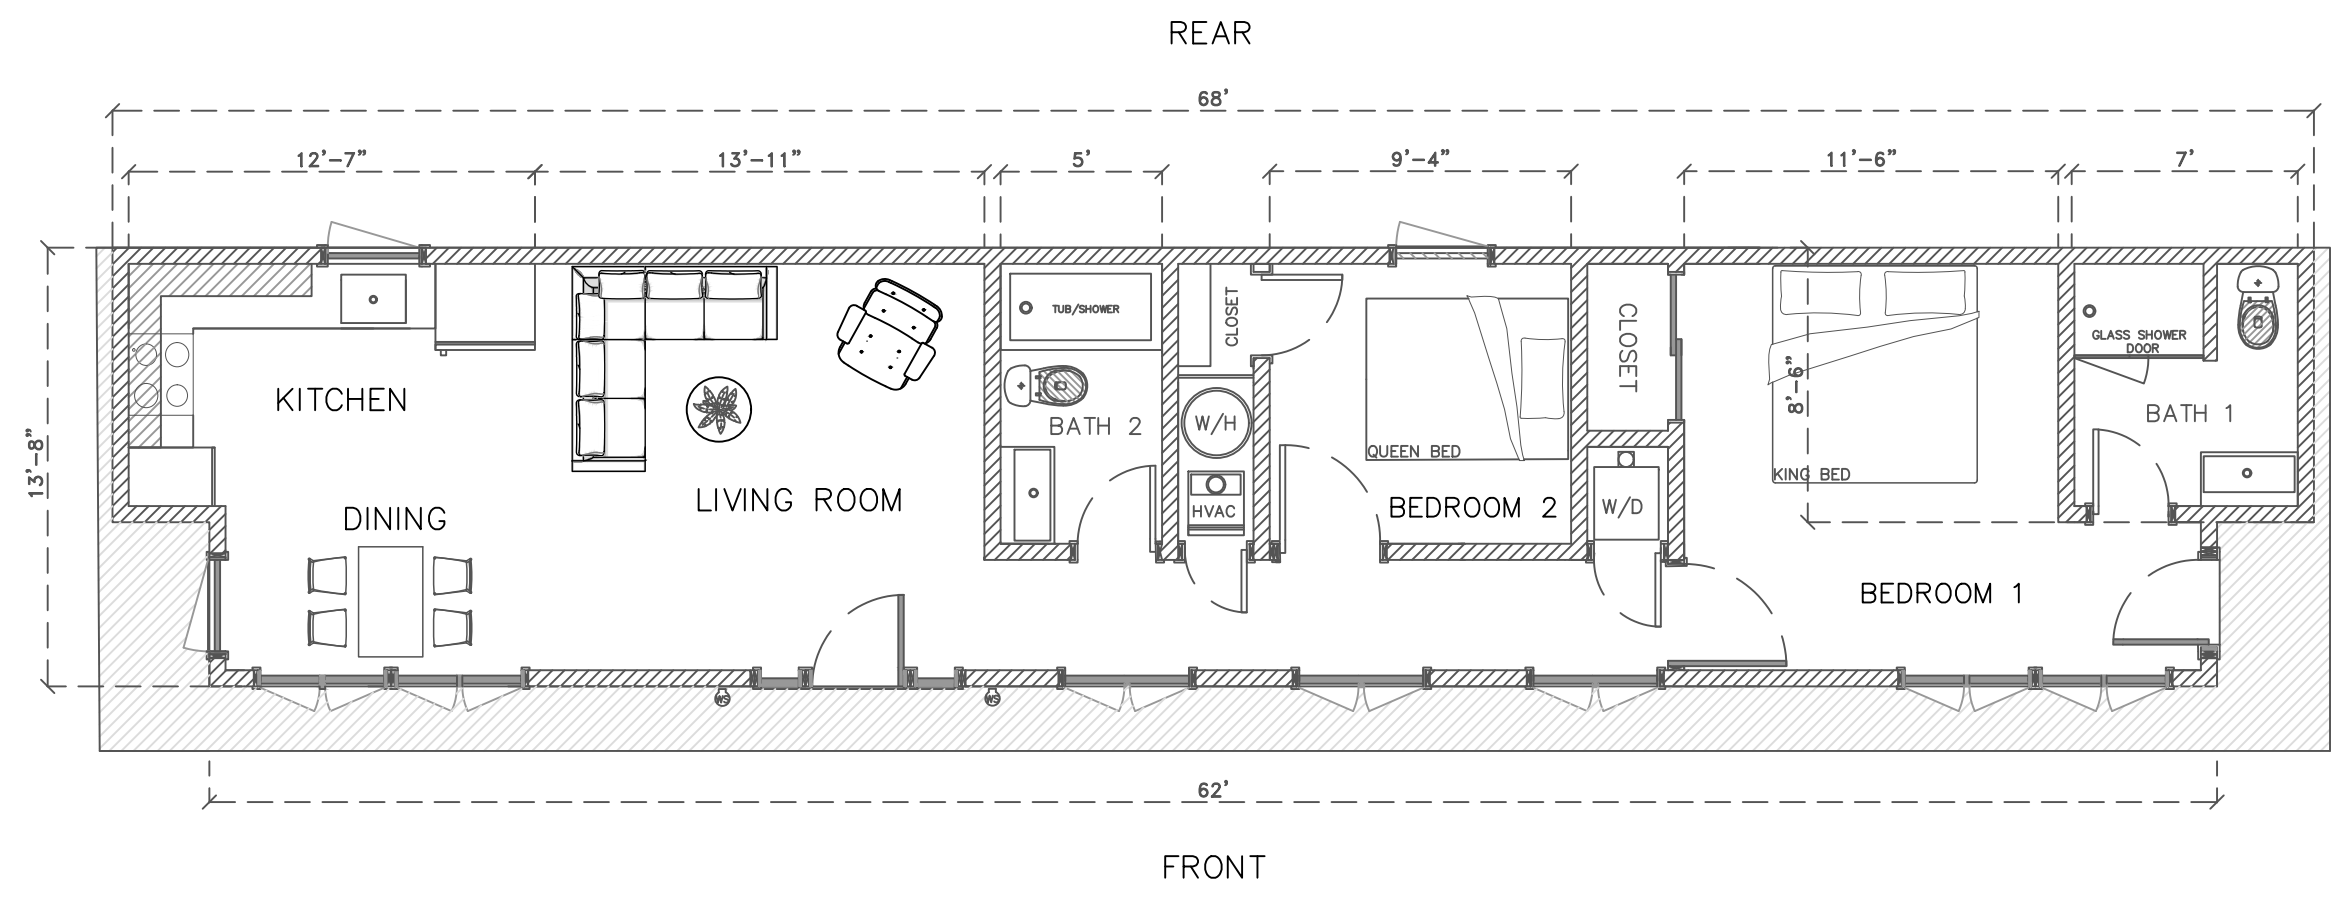 REAR
68'
12'-7"
13'-11"
5'
9'-4"
11'-6"
7'
13'-8"
TUB/SHOWER
CLOSET
CLOSET
GLASS SHOWER
DOOR
8'-6"
KITCHEN
BATH 2
W/H
QUEEN BED
KING BED
BATH 1
LIVING ROOM
DINING
HVAC
BEDROOM 2
W/D
BEDROOM 1
WS
WS
62'
FRONT